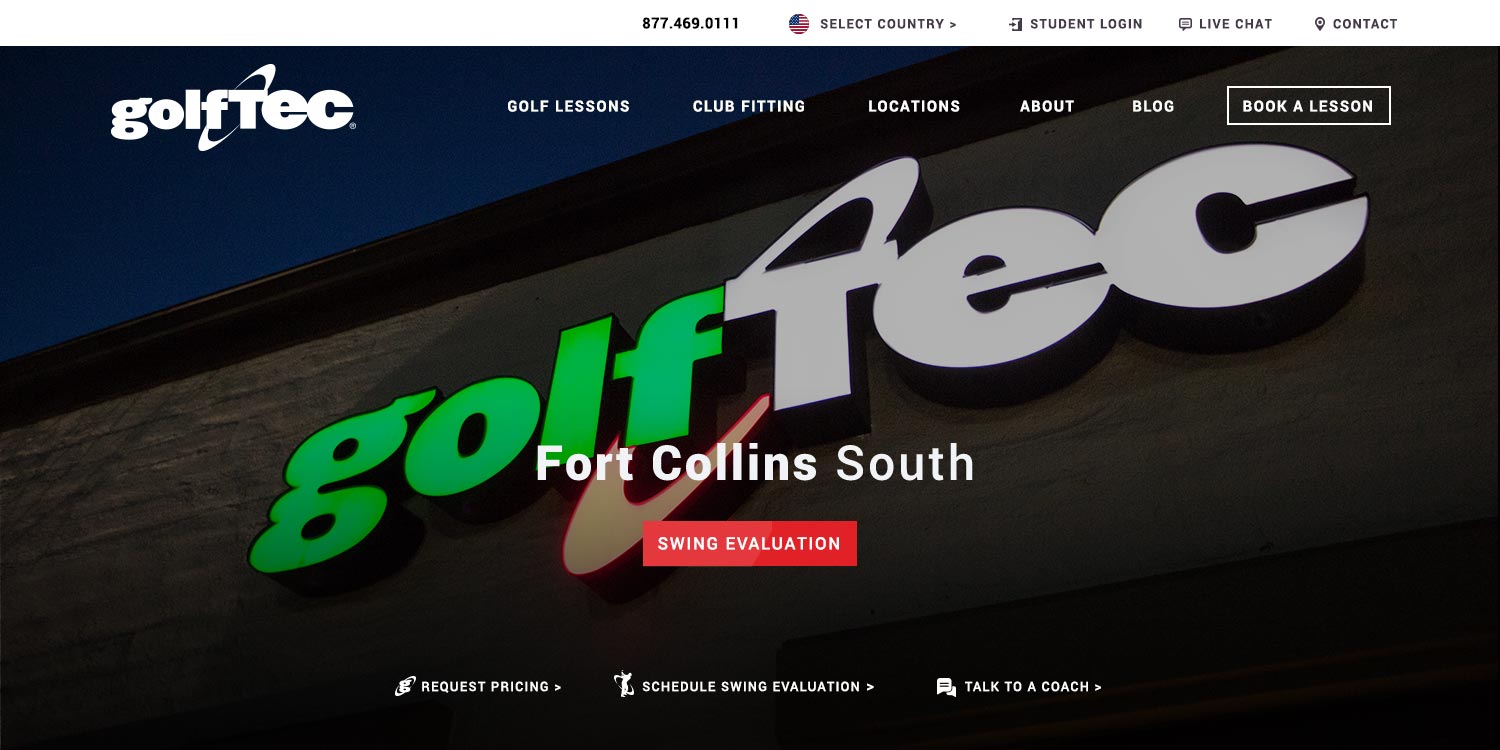 877.469.0111 SELECT COUNTRY > STUDENT LOGIN LIVE CHAT CONTACT
golfTEC® GOLF LESSONS CLUB FITTING LOCATIONS ABOUT BLOG BOOK A LESSON
golfTEC
Fort Collins South
SWING EVALUATION
REQUEST PRICING > SCHEDULE SWING EVALUATION > TALK TO A COACH >